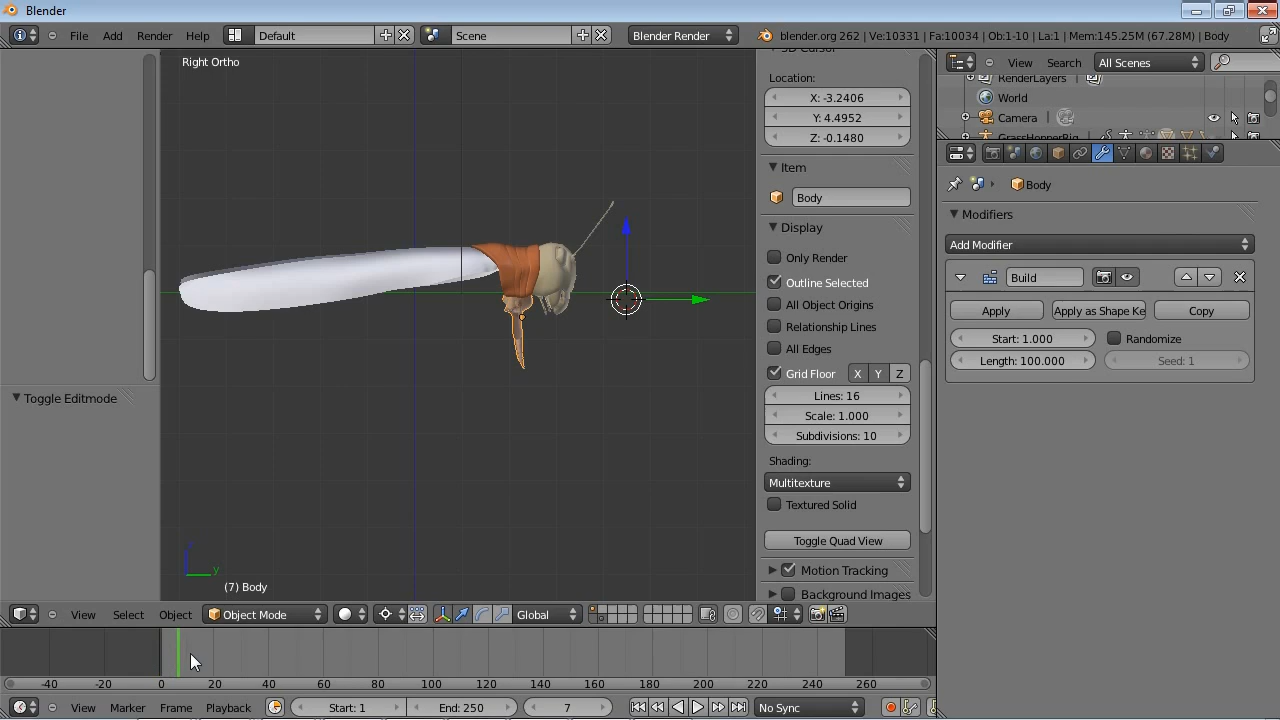 Blender
File Add Render Help Default Scene Blender Render blender.org 262 | Ve:10331 | Fa:10034 | Ob:1-10 | La:1 | Mem:145.25M (67.28M) | Body
Right Ortho
View Search All Scenes
RenderLayers
World
Camera
GrassHopperRig
Location:
X: -3.2406
Y: 4.4952
Z: -0.1480
Item
Body
Display
Only Render
Outline Selected
All Object Origins
Relationship Lines
All Edges
Grid Floor X Y Z
Lines: 16
Scale: 1.000
Subdivisions: 10
Shading:
Multitexture
Textured Solid
Toggle Quad View
Motion Tracking
Background Images
Body
Modifiers
Add Modifier
Build
Apply Apply as Shape Ke Copy
Start: 1.000 Randomize
Length: 100.000 Seed: 1
Toggle Editmode
y
(7) Body
View Select Object Object Mode Global
-40 -20 0 20 40 60 80 100 120 140 160 180 200 220 240 260
View Marker Frame Playback Start: 1 End: 250 7 No Sync